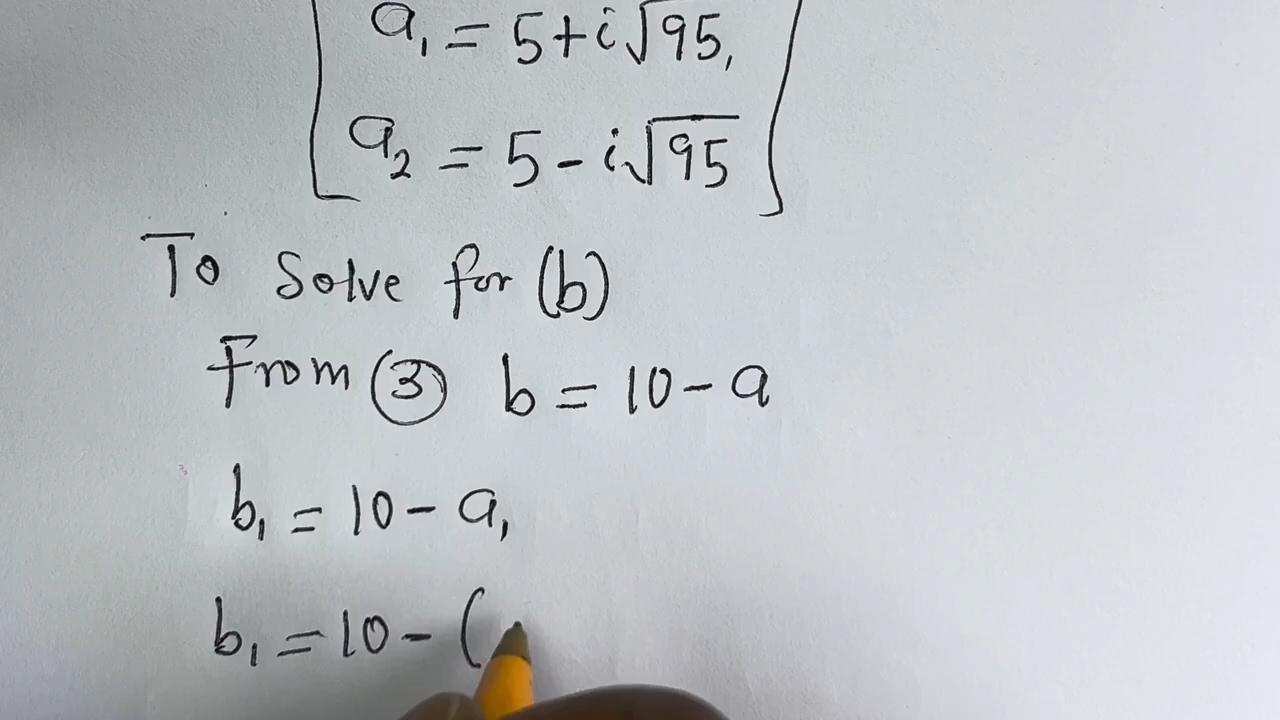 a₁ = 5+i√95,
a₂ = 5-i√95
To Solve for (b)
From ③ b = 10-a
b₁ = 10-a₁
b₁ = 10-(